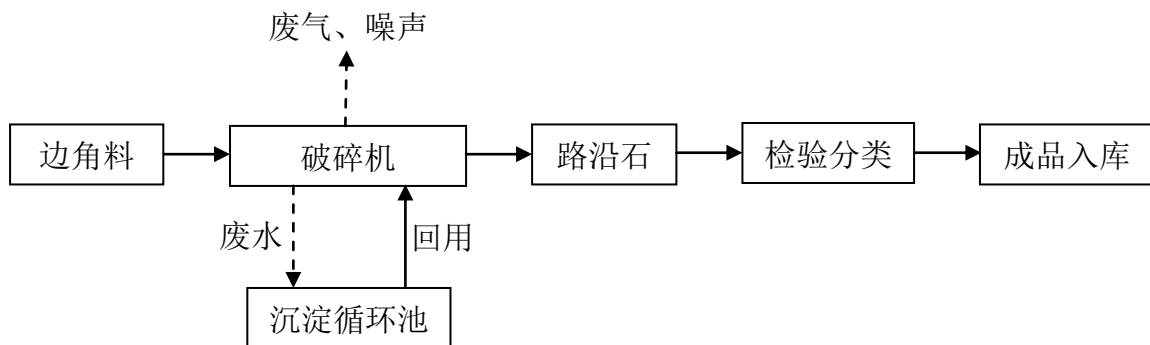 废气、噪声
边角料
破碎机
路沿石
检验分类
成品入库
废水
回用
沉淀循环池